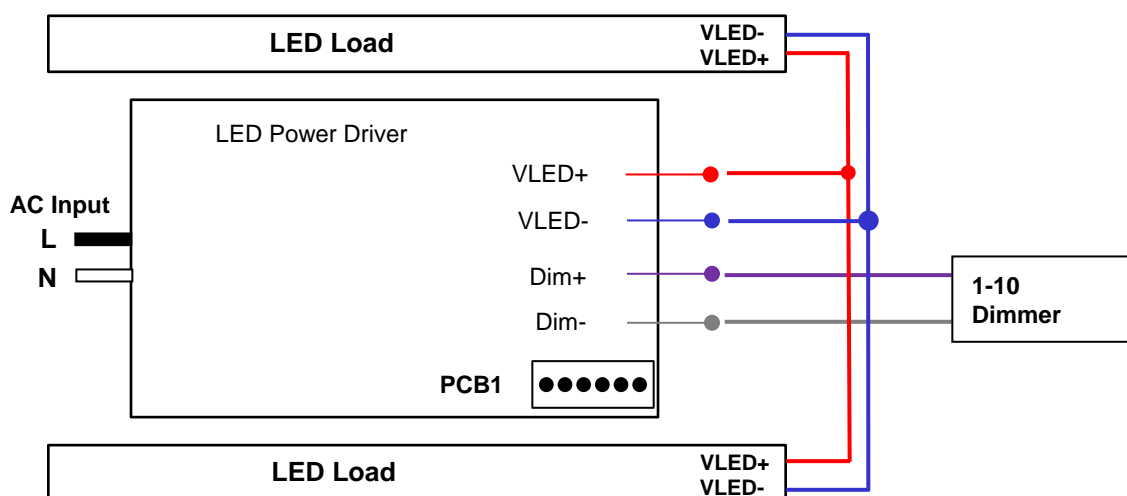 LED Load
VLED-
VLED+
LED Power Driver
VLED+
AC Input
VLED-
L
N
Dim+
1-10
Dimmer
Dim-
PCB1
LED Load
VLED+
VLED-